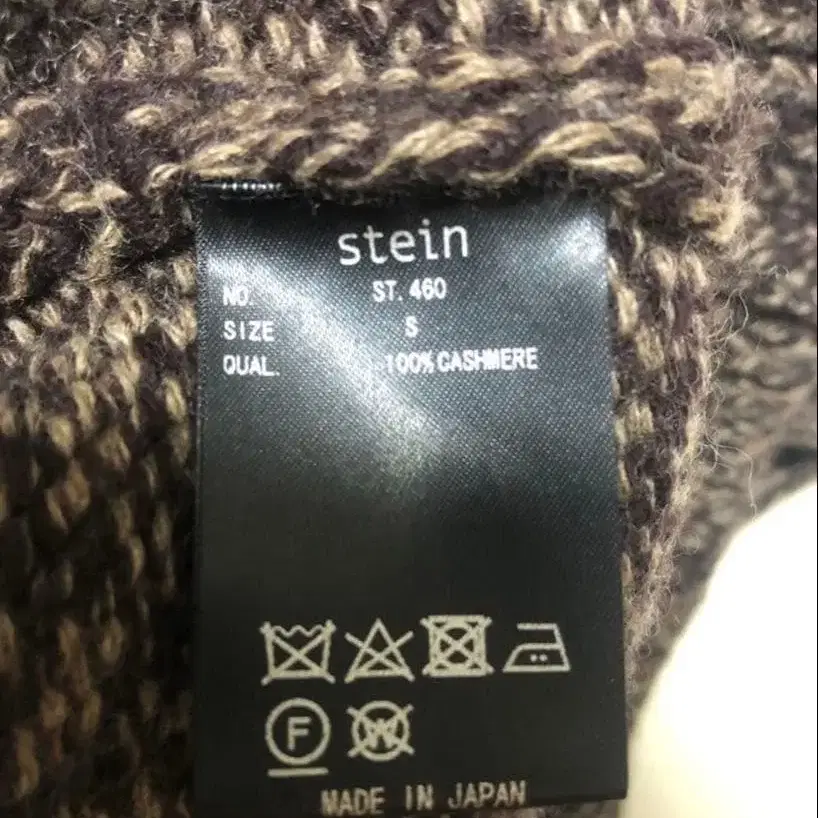 stein
NO. ST. 460
SIZE S
QUAL. 100% CASHMERE
F W
MADE IN JAPAN